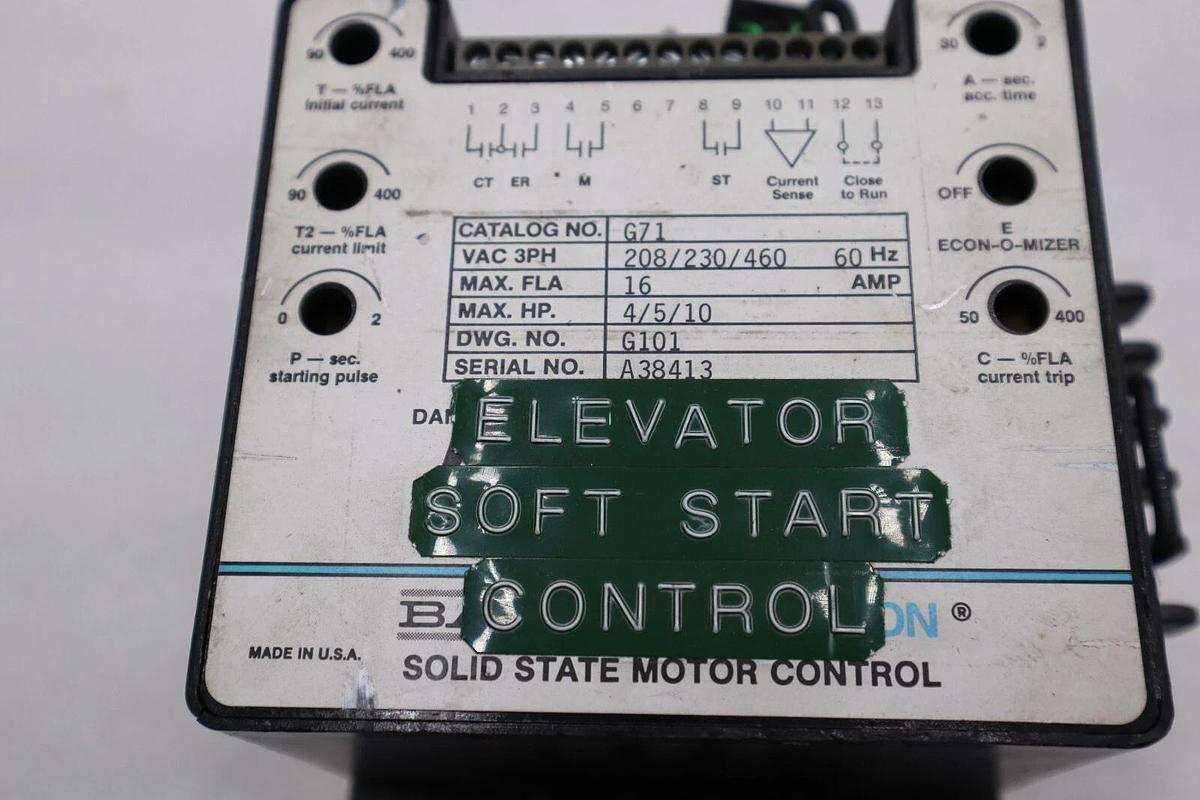 90 400
T — %FLA
initial current
90 400
T2 — %FLA
current limit
0 2
P — sec.
starting pulse
1 2 3 4 5 6 7 8 9 10 11 12 13
CT ER M ST Current
Sense
Close
to Run
30 2
A — sec.
acc. time
OFF
E
ECON-O-MIZER
50 400
C — %FLA
current trip
CATALOG NO. G71
VAC 3PH 208/230/460 60 Hz
MAX. FLA 16 AMP
MAX. HP. 4/5/10
DWG. NO. G101
SERIAL NO. A38413
ELEVATOR
SOFT START
CONTROL
ON ®
MADE IN U.S.A.
SOLID STATE MOTOR CONTROL